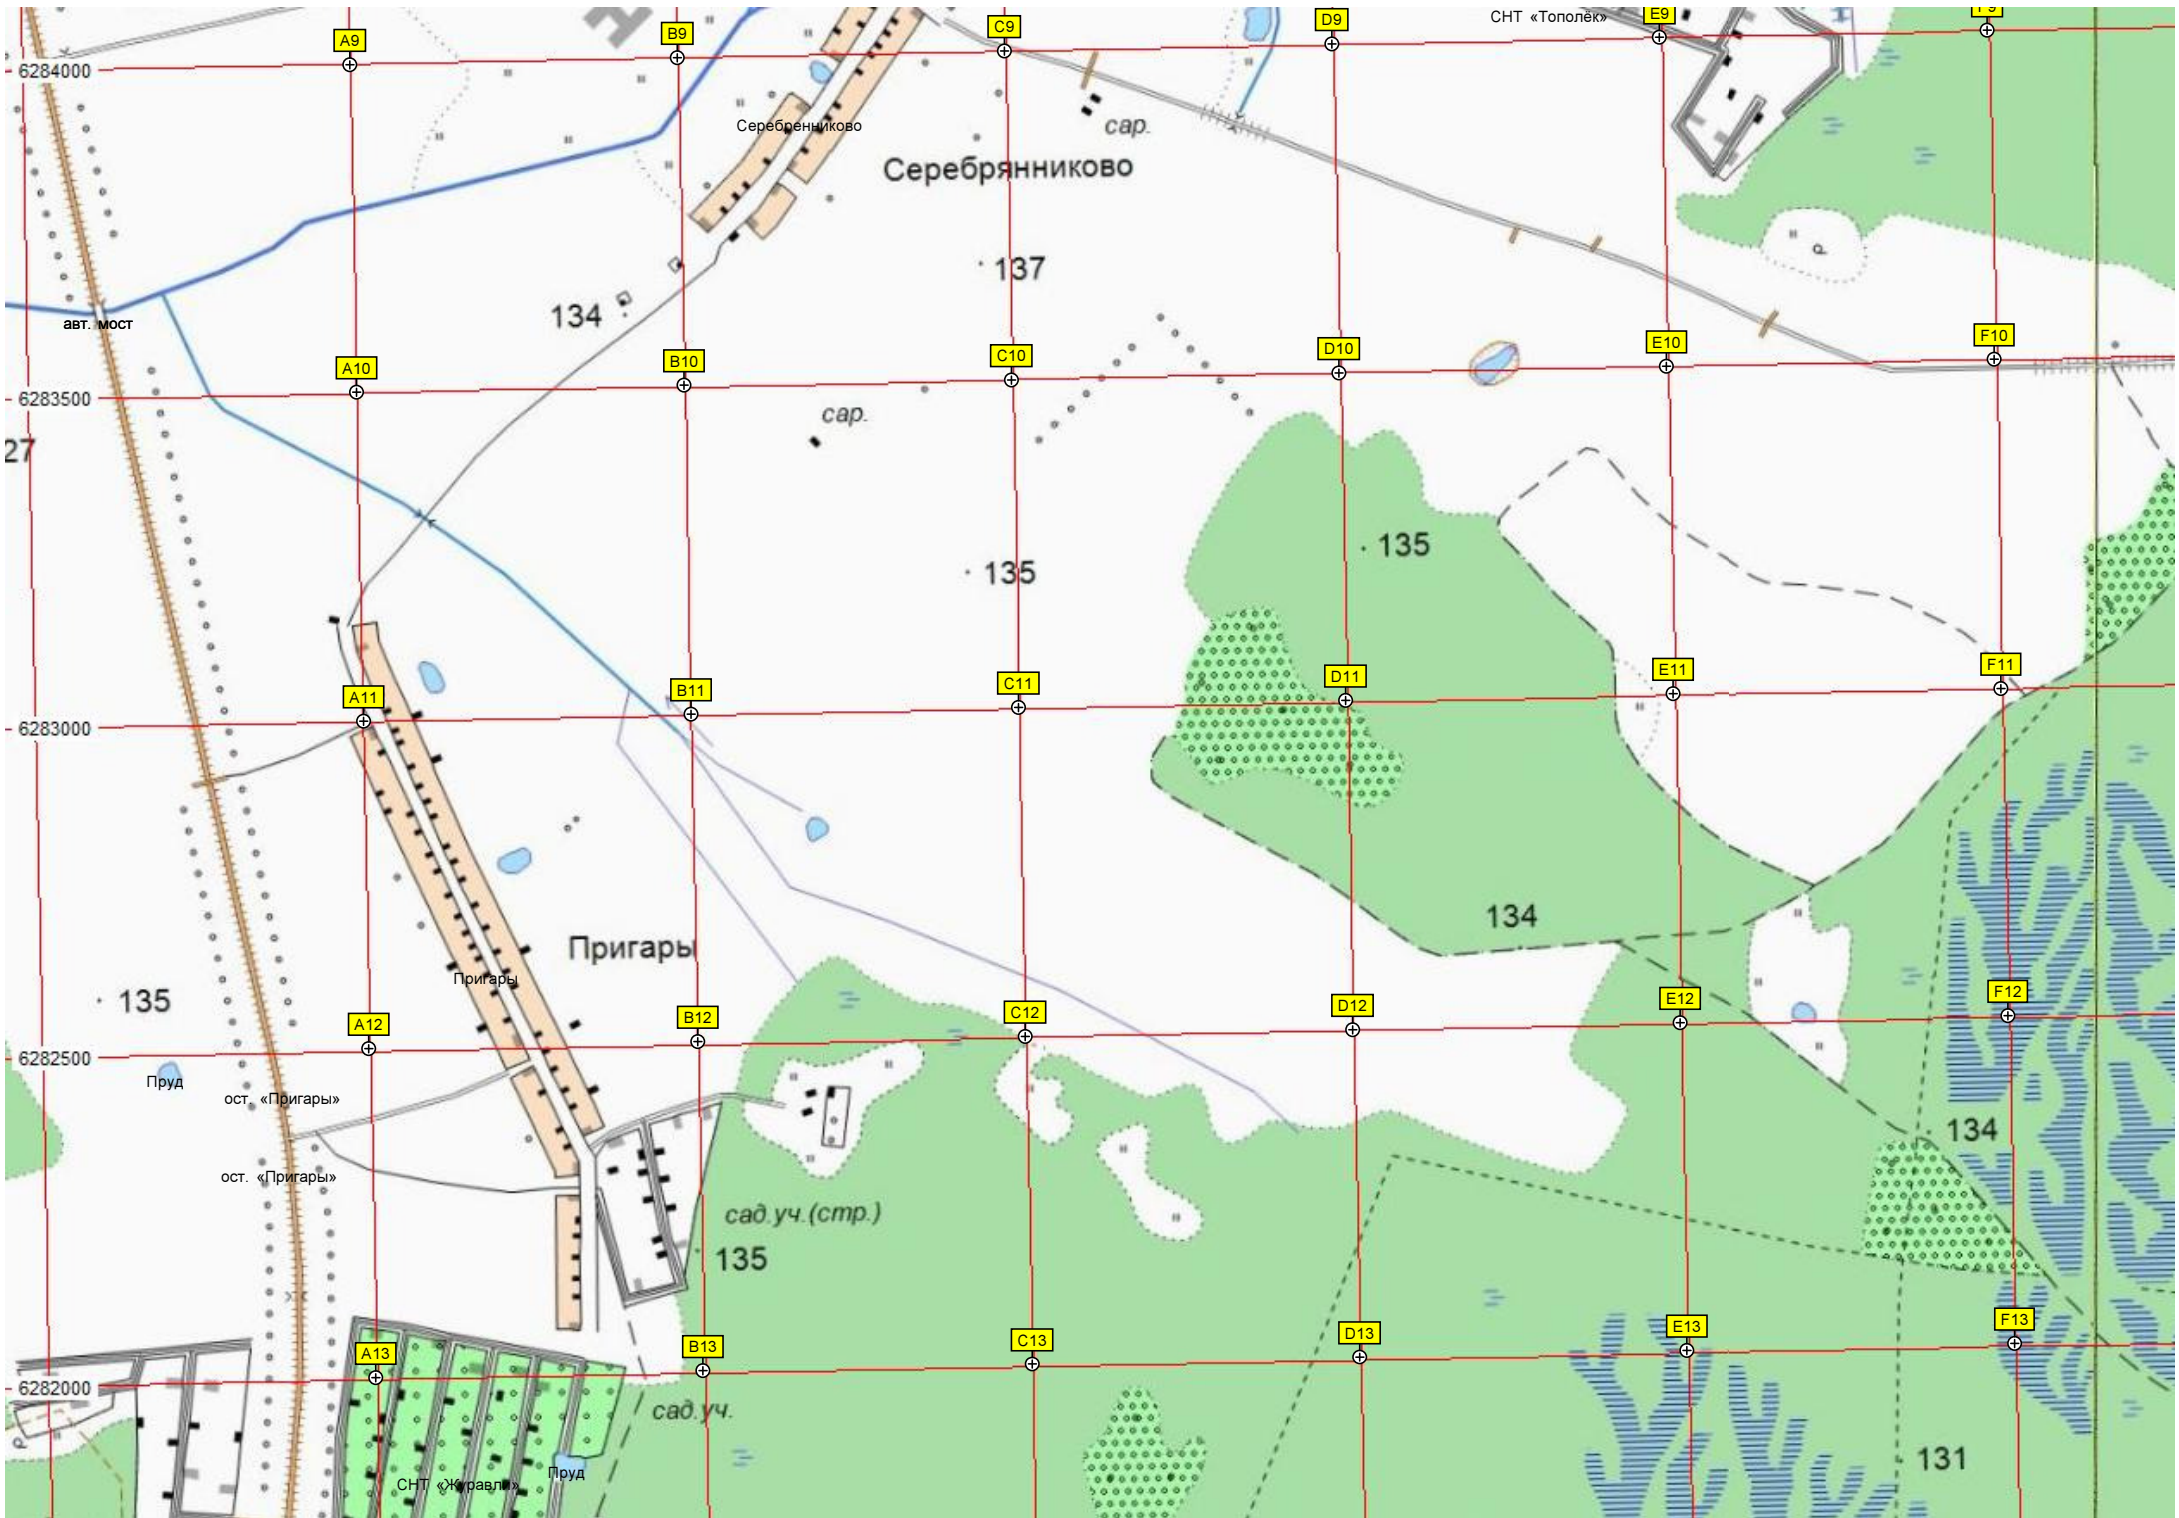 СНТ «Тополёк»
A9
B9
C9
D9
E9
F9
6284000
Серебренниково
сар.
Серебрянниково
137
134
авт. мост
A10
B10
C10
D10
E10
F10
6283500
сар.
27
135
135
A11
B11
C11
D11
E11
F11
6283000
134
Пригары
Пригары
135
A12
B12
C12
D12
E12
F12
6282500
Пруд
ост. «Пригары»
134
ост. «Пригары»
сад.уч.(стр.)
135
A13
B13
C13
D13
E13
F13
6282000
сад.уч.
р
р
131
Пруд
СНТ «Журавли»